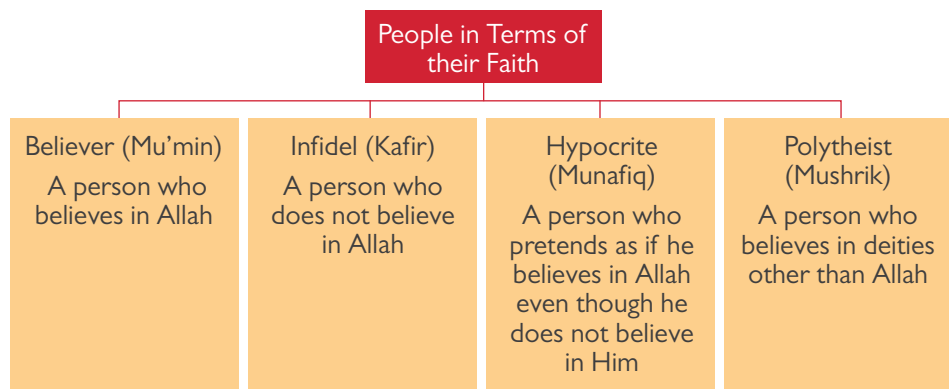 People in Terms of
their Faith
Believer (Mu’min)
A person who
believes in Allah
Infidel (Kafir)
A person who
does not believe
in Allah
Hypocrite
(Munafiq)
A person who
pretends as if he
believes in Allah
even though he
does not believe
in Him
Polytheist
(Mushrik)
A person who
believes in deities
other than Allah